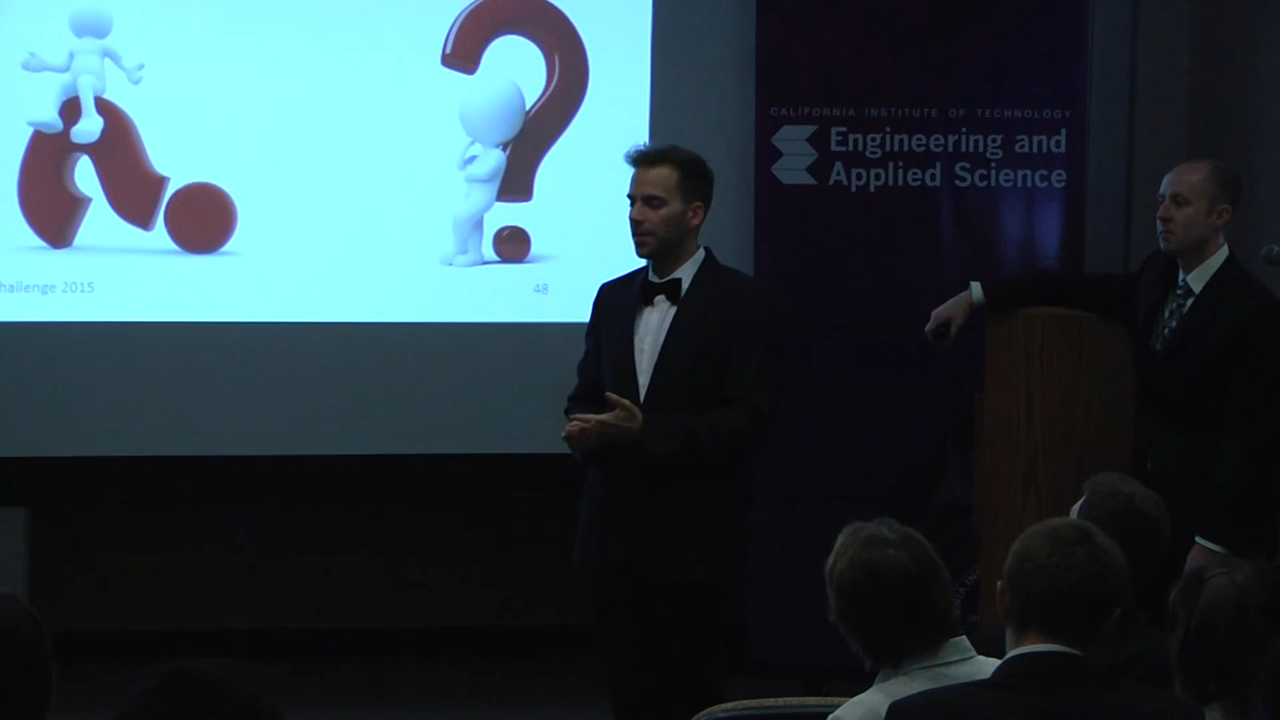 hallenge 2015
48
CALIFORNIA INSTITUTE OF TECHNOLOGY
Engineering and
Applied Science